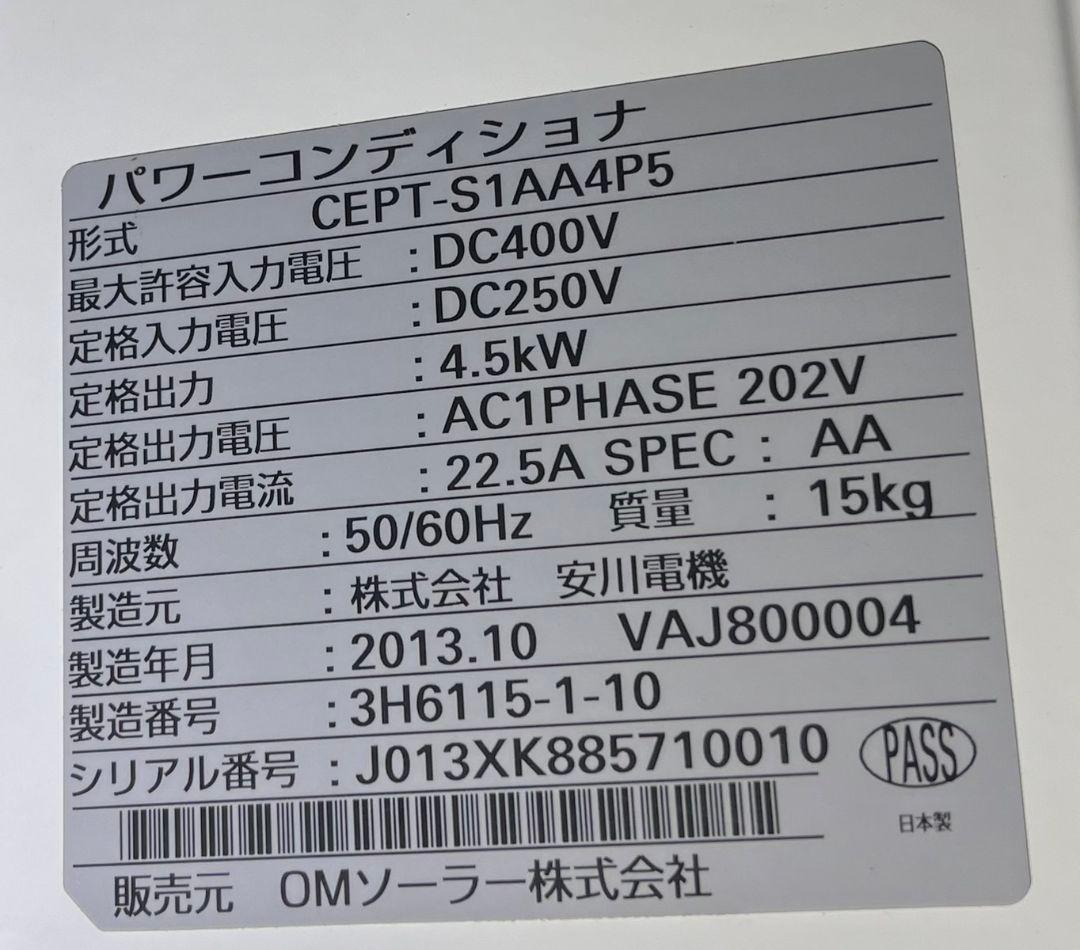 パワーコンディショナ
形式 CEPT-S1AA4P5
最大許容入力電圧 : DC400V
定格入力電圧 : DC250V
定格出力 : 4.5kW
定格出力電圧 : AC1PHASE 202V
定格出力電流 : 22.5A SPEC : AA
周波数 : 50/60Hz 質量 : 15kg
製造元 : 株式会社 安川電機
製造年月 : 2013.10 VAJ800004
製造番号 : 3H6115-1-10
シリアル番号 : J013XK885710010
PASS
日本製
販売元 OMソーラー株式会社